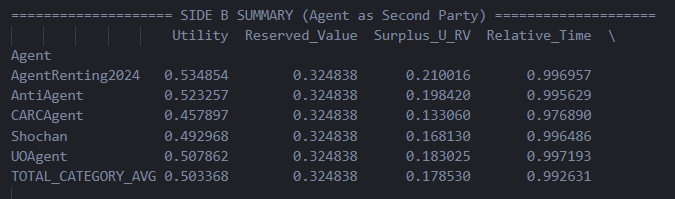 ==================== SIDE B SUMMARY (Agent as Second Party) ====================
Utility Reserved_Value Surplus_U_RV Relative_Time \
Agent
AgentRenting2024 0.534854 0.324838 0.210016 0.996957
AntiAgent 0.523257 0.324838 0.198420 0.995629
CARCAgent 0.457897 0.324838 0.133060 0.976890
Shochan 0.492968 0.324838 0.168130 0.996486
UOAgent 0.507862 0.324838 0.183025 0.997193
TOTAL_CATEGORY_AVG 0.503368 0.324838 0.178530 0.992631